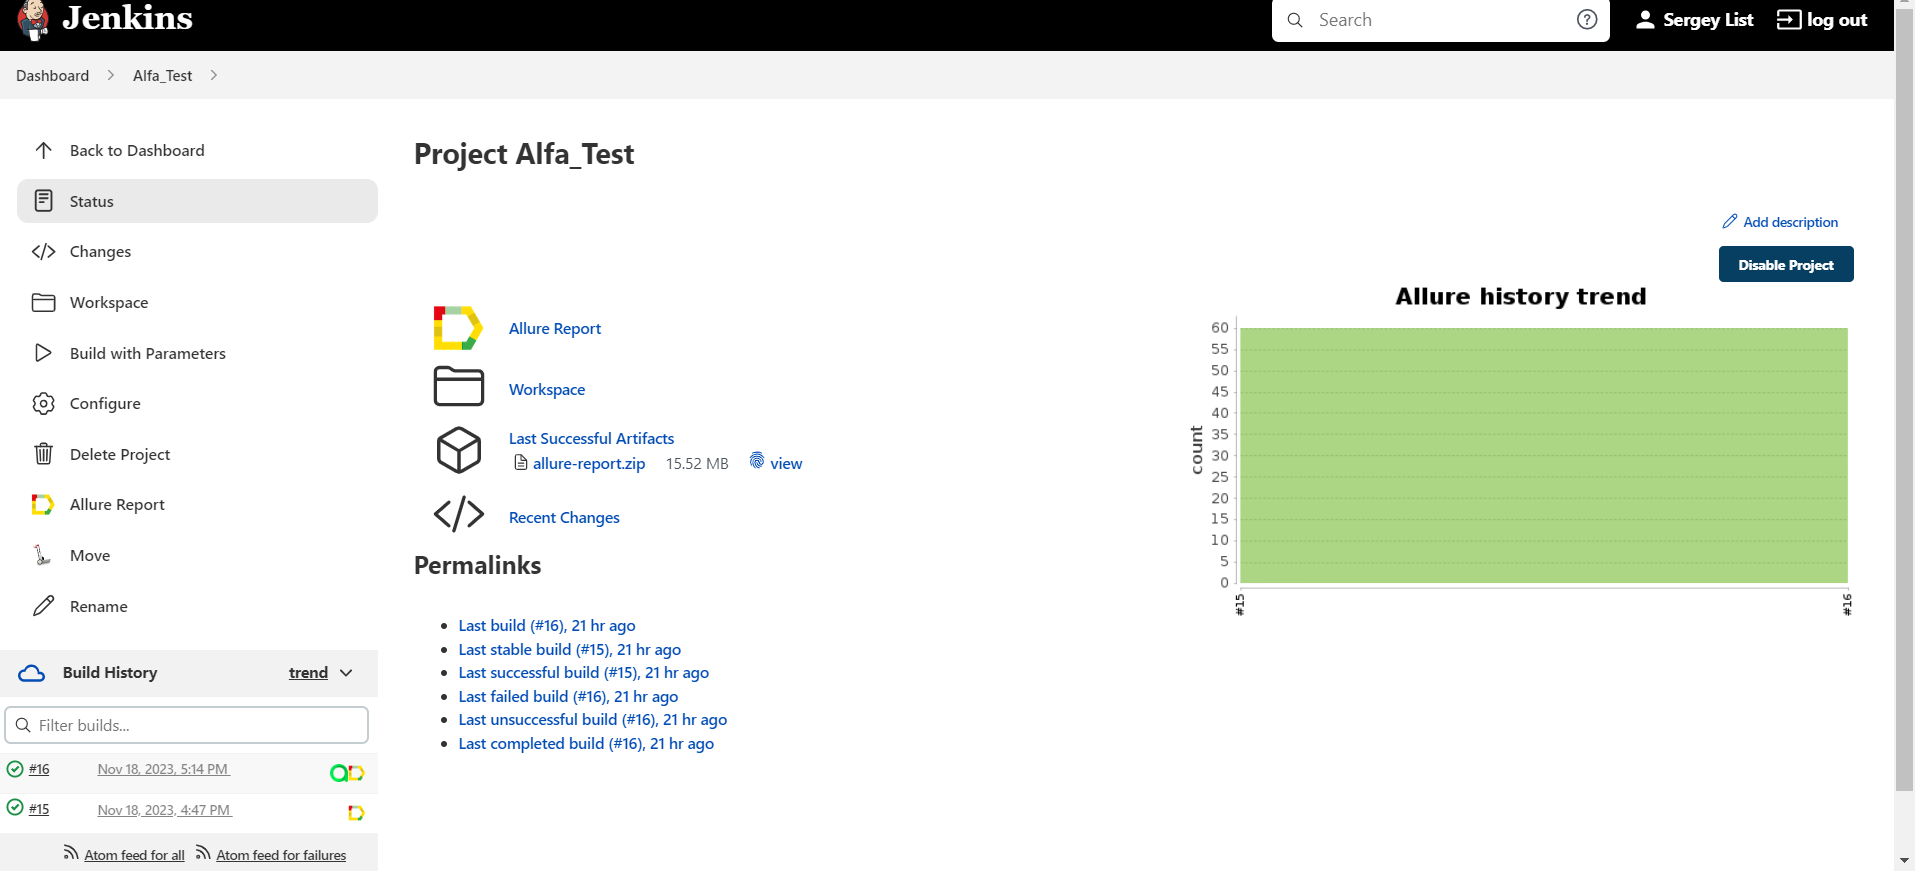 Jenkins
Search
Sergey List
log out
Dashboard
Alfa_Test
Back to Dashboard
Status
Changes
Workspace
Build with Parameters
Configure
Delete Project
Allure Report
Move
Rename
Build History
trend
Filter builds...
#16
Nov 18, 2023, 5:14 PM
#15
Nov 18, 2023, 4:47 PM
Atom feed for all
Atom feed for failures
Project Alfa_Test
Add description
Disable Project
Allure Report
Workspace
Last Successful Artifacts
allure-report.zip 15.52 MB view
Recent Changes
Permalinks
Last build (#16), 21 hr ago
Last stable build (#15), 21 hr ago
Last successful build (#15), 21 hr ago
Last failed build (#16), 21 hr ago
Last unsuccessful build (#16), 21 hr ago
Last completed build (#16), 21 hr ago
Allure history trend
count
60
55
50
45
40
35
30
25
20
15
10
5
0
#15
#16